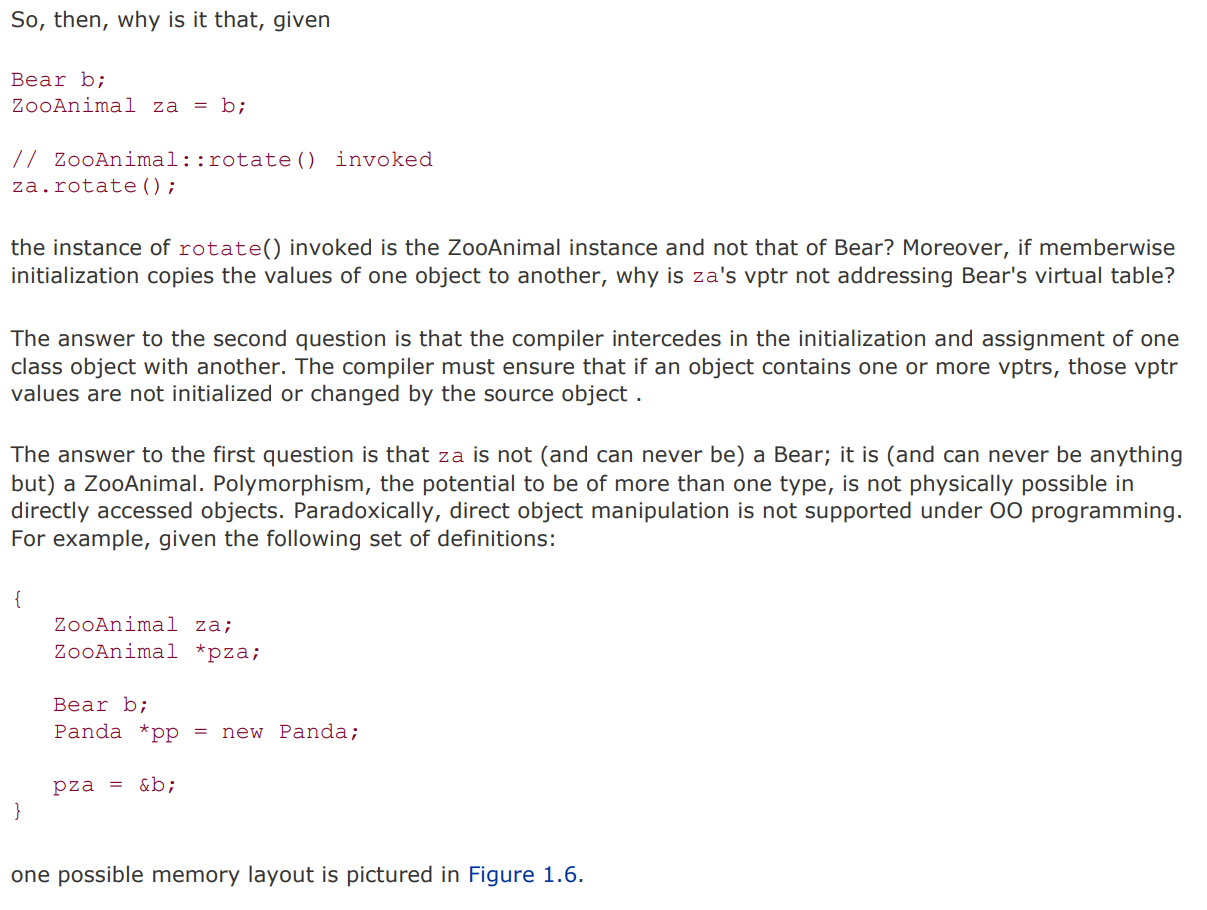 So, then, why is it that, given
Bear b;
ZooAnimal za = b;
// ZooAnimal::rotate() invoked
za.rotate();
the instance of rotate() invoked is the ZooAnimal instance and not that of Bear? Moreover, if memberwise
initialization copies the values of one object to another, why is za's vptr not addressing Bear's virtual table?
The answer to the second question is that the compiler intercedes in the initialization and assignment of one
class object with another. The compiler must ensure that if an object contains one or more vptrs, those vptr
values are not initialized or changed by the source object .
The answer to the first question is that za is not (and can never be) a Bear; it is (and can never be anything
but) a ZooAnimal. Polymorphism, the potential to be of more than one type, is not physically possible in
directly accessed objects. Paradoxically, direct object manipulation is not supported under OO programming.
For example, given the following set of definitions:
{
ZooAnimal za;
ZooAnimal *pza;
Bear b;
Panda *pp = new Panda;
pza = &b;
}
one possible memory layout is pictured in Figure 1.6.